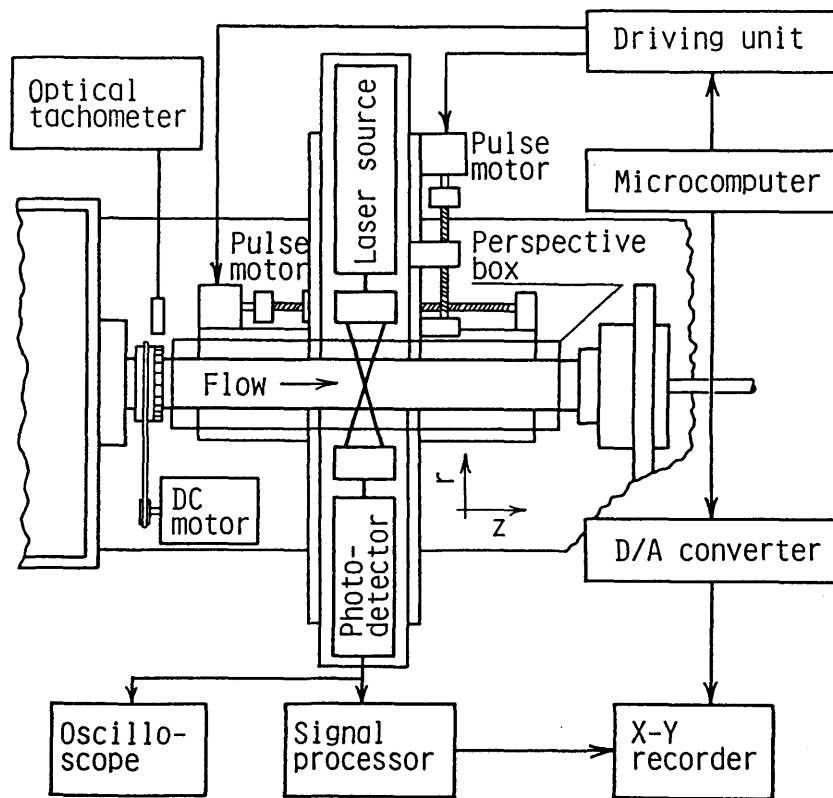 Driving unit
Optical
tachometer
Laser source
Pulse
motor
Microcomputer
Pulse
motor
Perspective
box
Flow
r
z
DC
motor
Photo-
detector
D/A converter
Oscillo-
scope
Signal
processor
X-Y
recorder